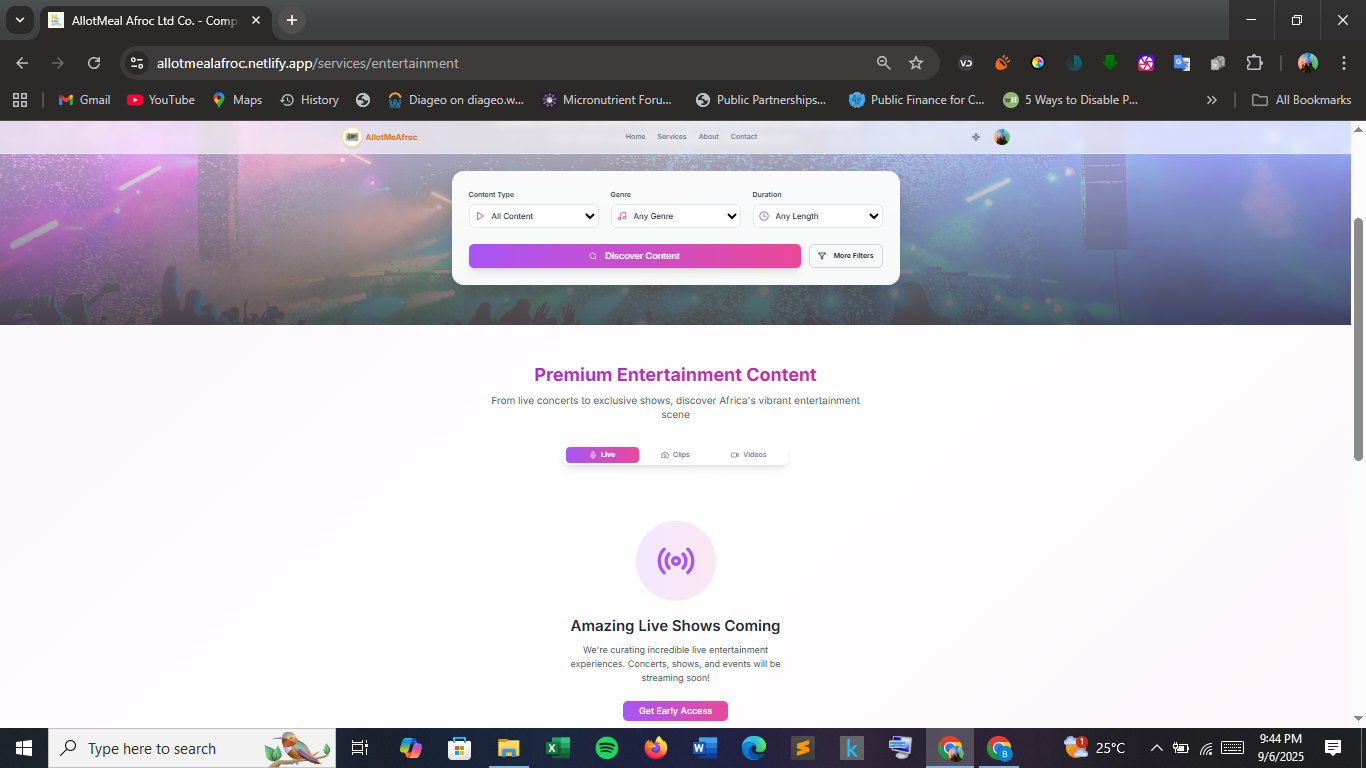 AllotMeal Afroc Ltd Co. - Comp
allotmealafroc.netlify.app/services/entertainment
Gmail
YouTube
Maps
History
Diageo on diageo.w...
Micronutrient Foru...
Public Partnerships...
Public Finance for C...
5 Ways to Disable P...
All Bookmarks
AllotMeAfroc
Home Services About Contact
Content Type Genre Duration
All Content Any Genre Any Length
Discover Content More Filters
Premium Entertainment Content
From live concerts to exclusive shows, discover Africa's vibrant entertainment
scene
Live Clips Videos
Amazing Live Shows Coming
We're curating incredible live entertainment
experiences. Concerts, shows, and events will be
streaming soon!
Get Early Access
Type here to search
1
25°C
9:44 PM
9/6/2025